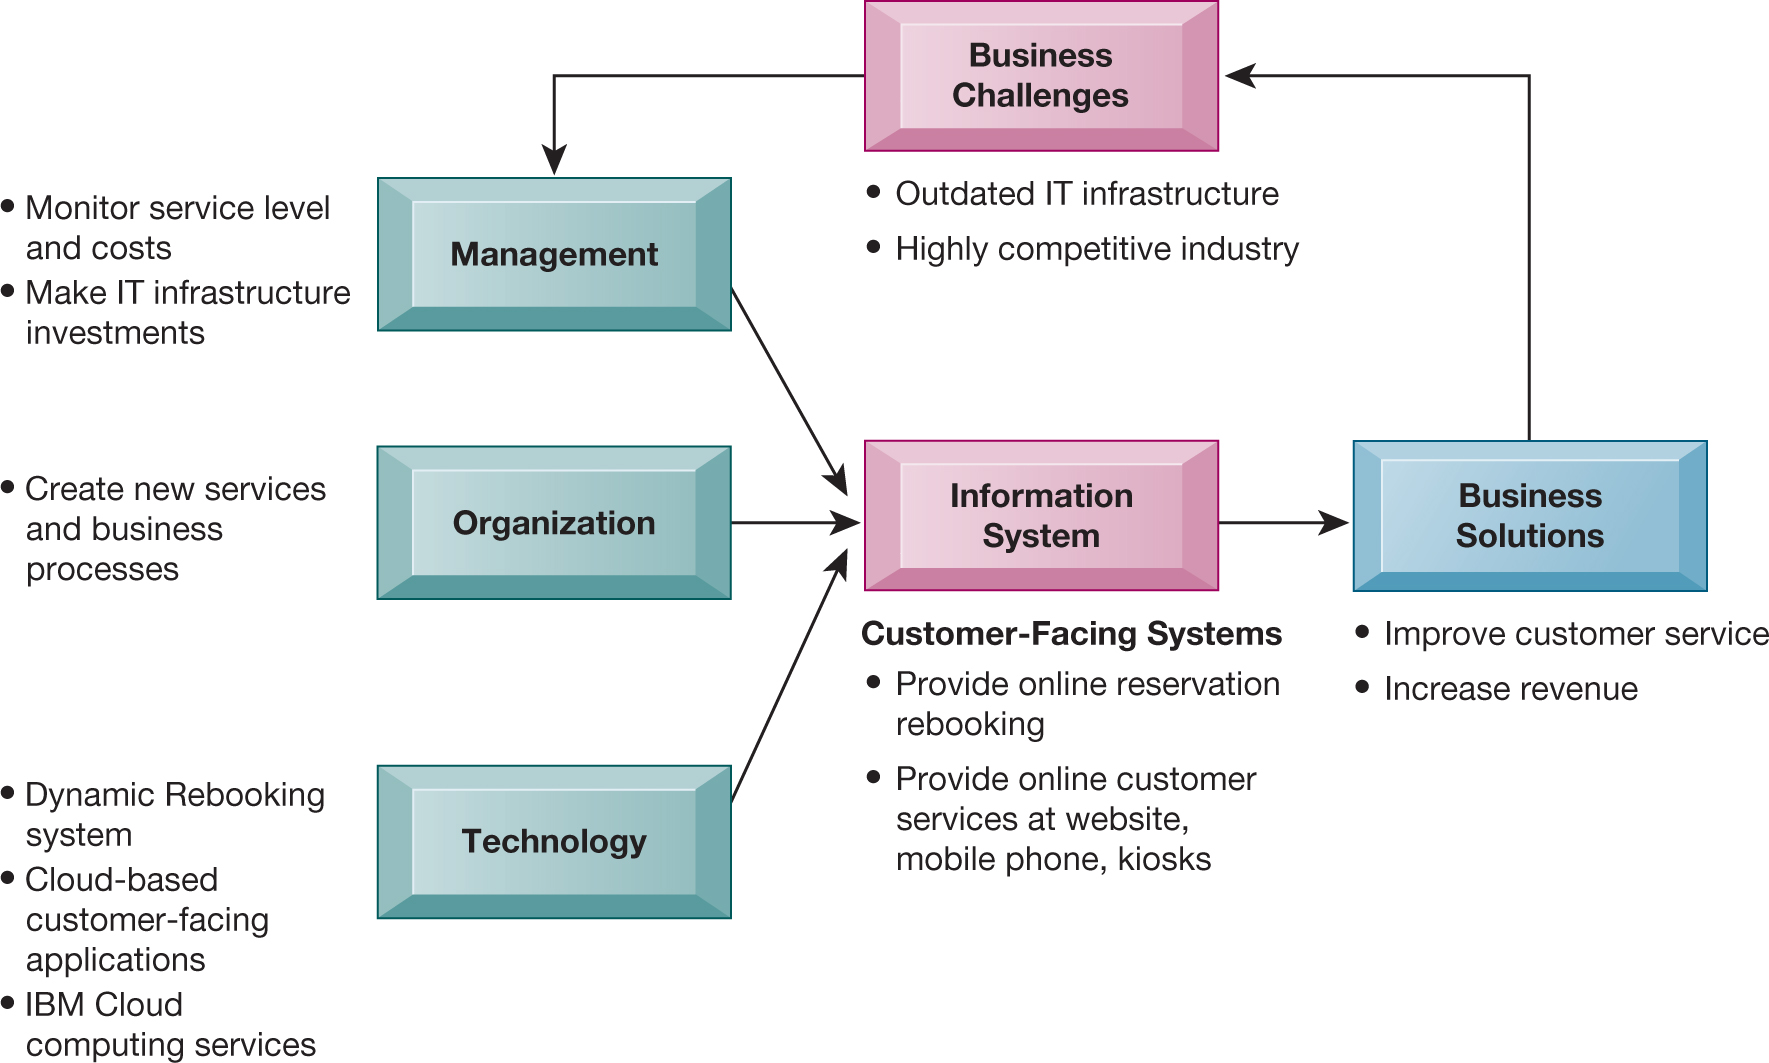 Business
Challenges
• Outdated IT infrastructure
• Highly competitive industry
• Monitor service level
and costs
• Make IT infrastructure
investments
Management
• Create new services
and business
processes
Organization
• Dynamic Rebooking
system
• Cloud-based
customer-facing
applications
• IBM Cloud
computing services
Technology
Information
System
Customer-Facing Systems
• Provide online reservation
rebooking
• Provide online customer
services at website,
mobile phone, kiosks
Business
Solutions
• Improve customer service
• Increase revenue